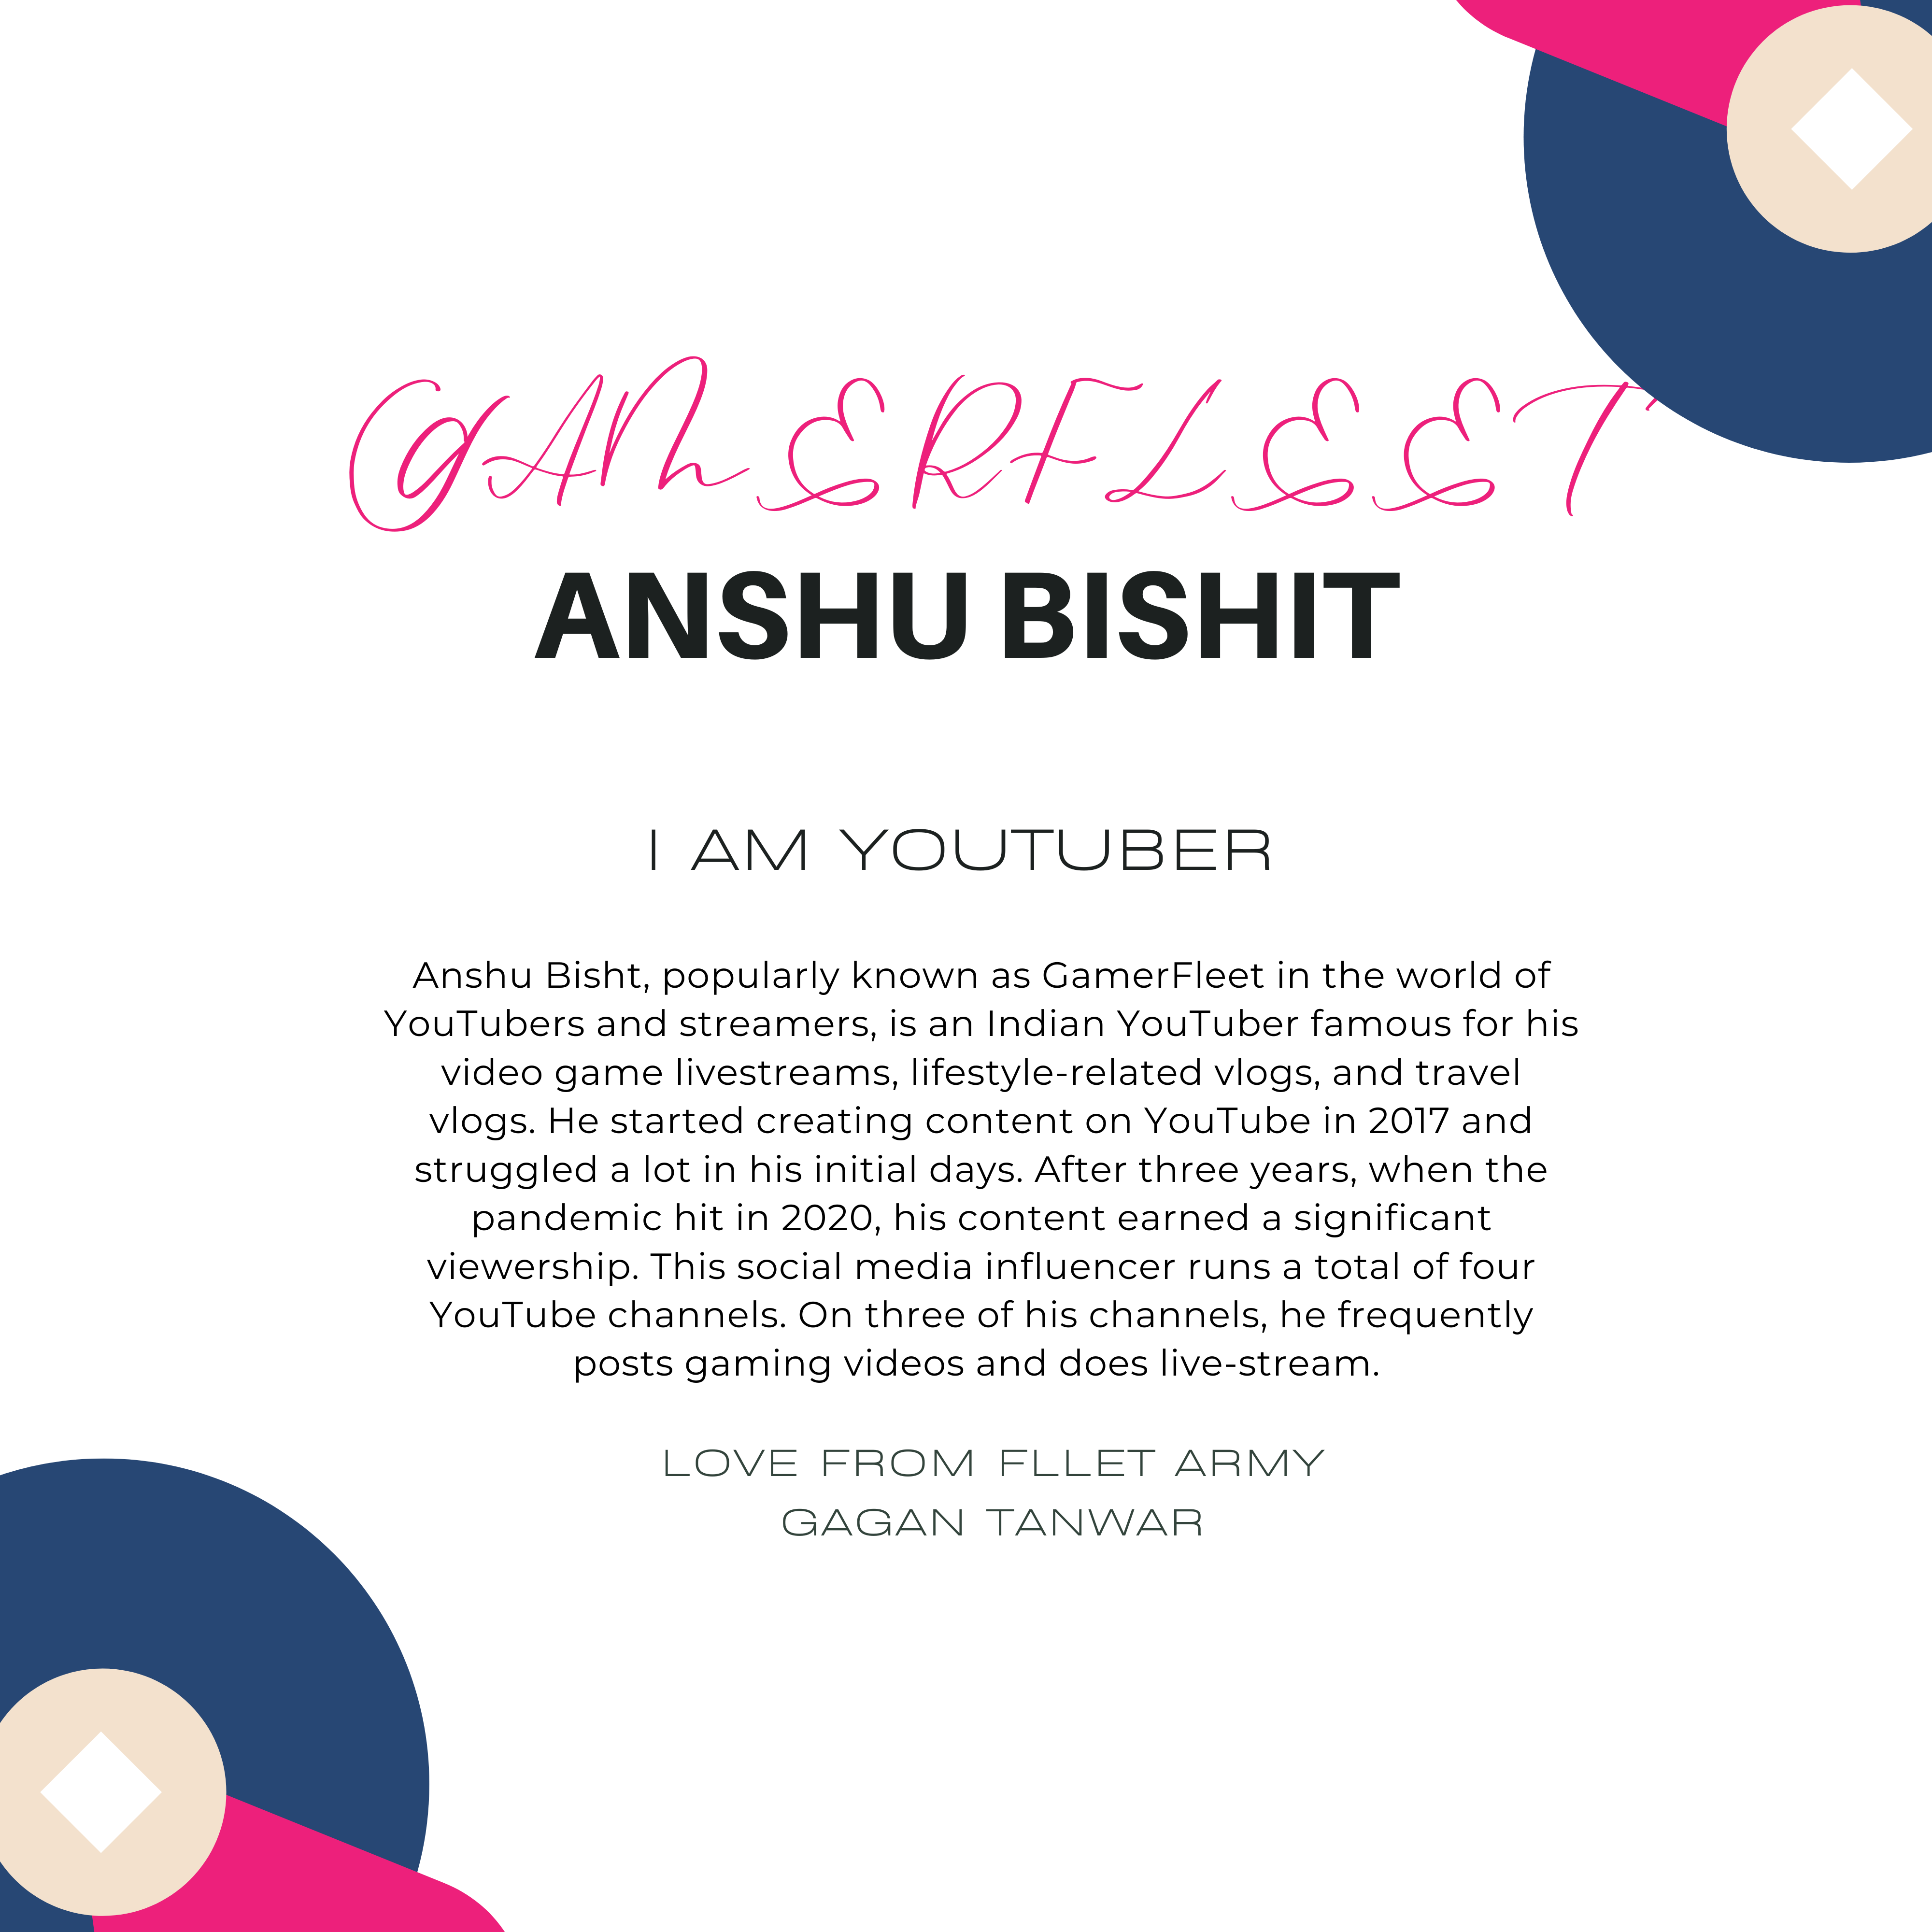 GAMERFLEET
ANSHU BISHIT
I AM YOUTUBER
Anshu Bisht, popularly known as GamerFleet in the world of
YouTubers and streamers, is an Indian YouTuber famous for his
video game livestreams, lifestyle-related vlogs, and travel
vlogs. He started creating content on YouTube in 2017 and
struggled a lot in his initial days. After three years, when the
pandemic hit in 2020, his content earned a significant
viewership. This social media influencer runs a total of four
YouTube channels. On three of his channels, he frequently
posts gaming videos and does live-stream.
LOVE FROM FLLET ARMY
GAGAN TANWAR